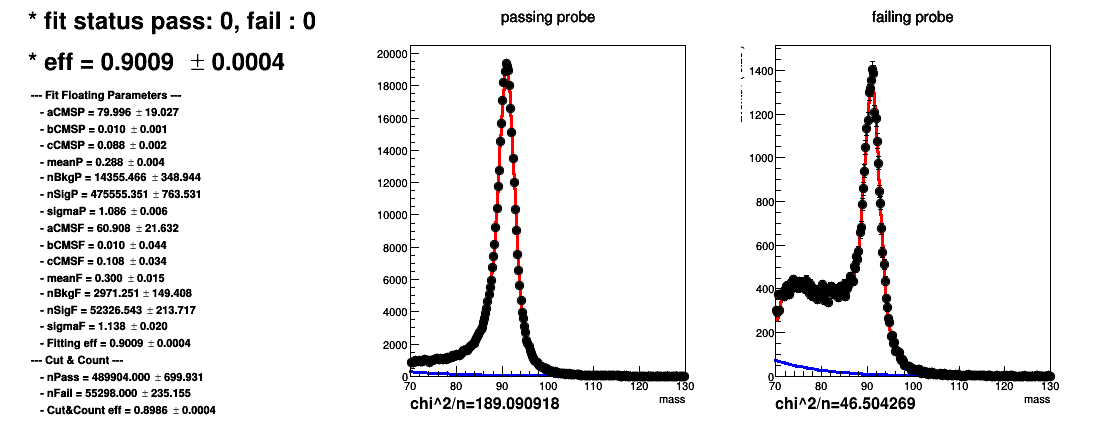 * fit status pass: 0, fail : 0
* eff = 0.9009 ± 0.0004
--- Fit Floating Parameters ---
- aCMSP = 79.996 ± 19.027
- bCMSP = 0.010 ± 0.001
- cCMSP = 0.088 ± 0.002
- meanP = 0.288 ± 0.004
- nBkgP = 14355.466 ± 348.944
- nSigP = 475555.351 ± 763.531
- sigmaP = 1.086 ± 0.006
- aCMSF = 60.908 ± 21.632
- bCMSF = 0.010 ± 0.044
- cCMSF = 0.108 ± 0.034
- meanF = 0.300 ± 0.015
- nBkgF = 2971.251 ± 149.408
- nSigF = 52326.543 ± 213.717
- sigmaF = 1.138 ± 0.020
- Fitting eff = 0.9009 ± 0.0004
--- Cut & Count ---
- nPass = 489904.000 ± 699.931
- nFail = 55298.000 ± 235.155
- Cut&Count eff = 0.8986 ± 0.0004
passing probe
20000
18000
16000
14000
12000
10000
8000
6000
4000
2000
0
70 80 90 100 110 120 130
mass
chi^2/n=189.090918
failing probe
1400
1200
1000
800
600
400
200
0
70 80 90 100 110 120 130
mass
chi^2/n=46.504269